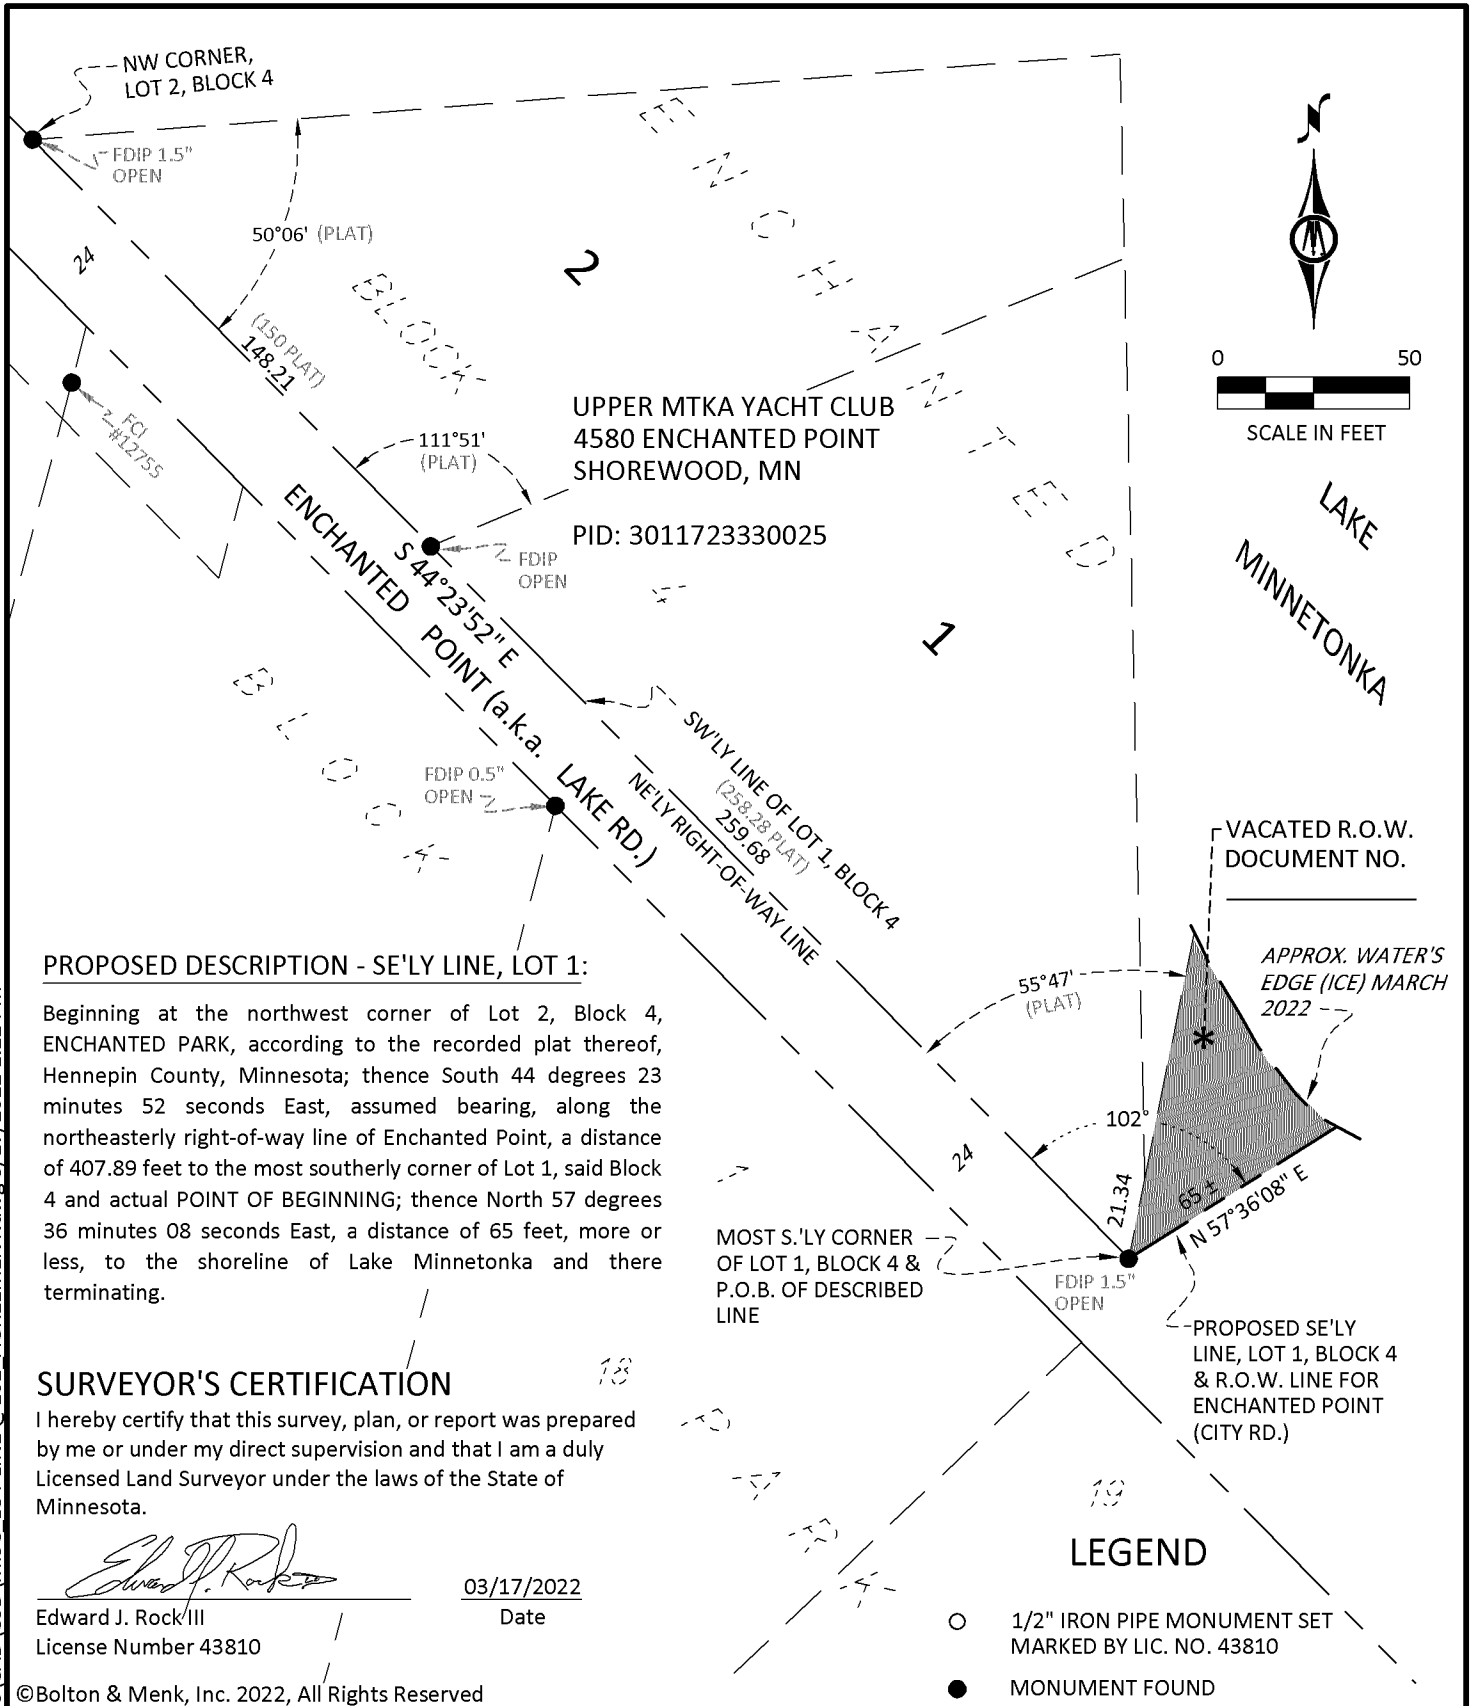 NW CORNER,
LOT 2, BLOCK 4
FDIP 1.5"
OPEN
50°06' (PLAT)
24
(150 PLAT)
148.21
BLOCK
2
ENCHANTED
N
0 50
SCALE IN FEET
FCI
#12755
111°51'
(PLAT)
UPPER MTKA YACHT CLUB
4580 ENCHANTED POINT
SHOREWOOD, MN
PID: 3011723330025
FDIP
OPEN
S 44°23'52" E
4
1
LAKE
MINNETONKA
ENCHANTED POINT (a.k.a. LAKE RD.)
BLOCK
FDIP 0.5"
OPEN
SW'LY LINE OF LOT 1, BLOCK 4
(258.28 PLAT)
259.68
NE'LY RIGHT-OF-WAY LINE
VACATED R.O.W.
DOCUMENT NO.
APPROX. WATER'S
EDGE (ICE) MARCH
2022
55°47'
(PLAT)
*
102°
24
21.34
65 ±
N 57°36'08" E
1
MOST S.'LY CORNER
OF LOT 1, BLOCK 4 &
P.O.B. OF DESCRIBED
LINE
FDIP 1.5"
OPEN
PROPOSED SE'LY
LINE, LOT 1, BLOCK 4
& R.O.W. LINE FOR
ENCHANTED POINT
(CITY RD.)
PROPOSED DESCRIPTION - SE'LY LINE, LOT 1:
Beginning at the northwest corner of Lot 2, Block 4,
ENCHANTED PARK, according to the recorded plat thereof,
Hennepin County, Minnesota; thence South 44 degrees 23
minutes 52 seconds East, assumed bearing, along the
northeasterly right-of-way line of Enchanted Point, a distance
of 407.89 feet to the most southerly corner of Lot 1, said Block
4 and actual POINT OF BEGINNING; thence North 57 degrees
36 minutes 08 seconds East, a distance of 65 feet, more or
less, to the shoreline of Lake Minnetonka and there
terminating.
18
PARK
19
SURVEYOR'S CERTIFICATION
I hereby certify that this survey, plan, or report was prepared
by me or under my direct supervision and that I am a duly
Licensed Land Surveyor under the laws of the State of
Minnesota.
Edward J. Rock III
License Number 43810
03/17/2022
Date
©Bolton & Menk, Inc. 2022, All Rights Reserved
LEGEND
1/2" IRON PIPE MONUMENT SET
MARKED BY LIC. NO. 43810
MONUMENT FOUND